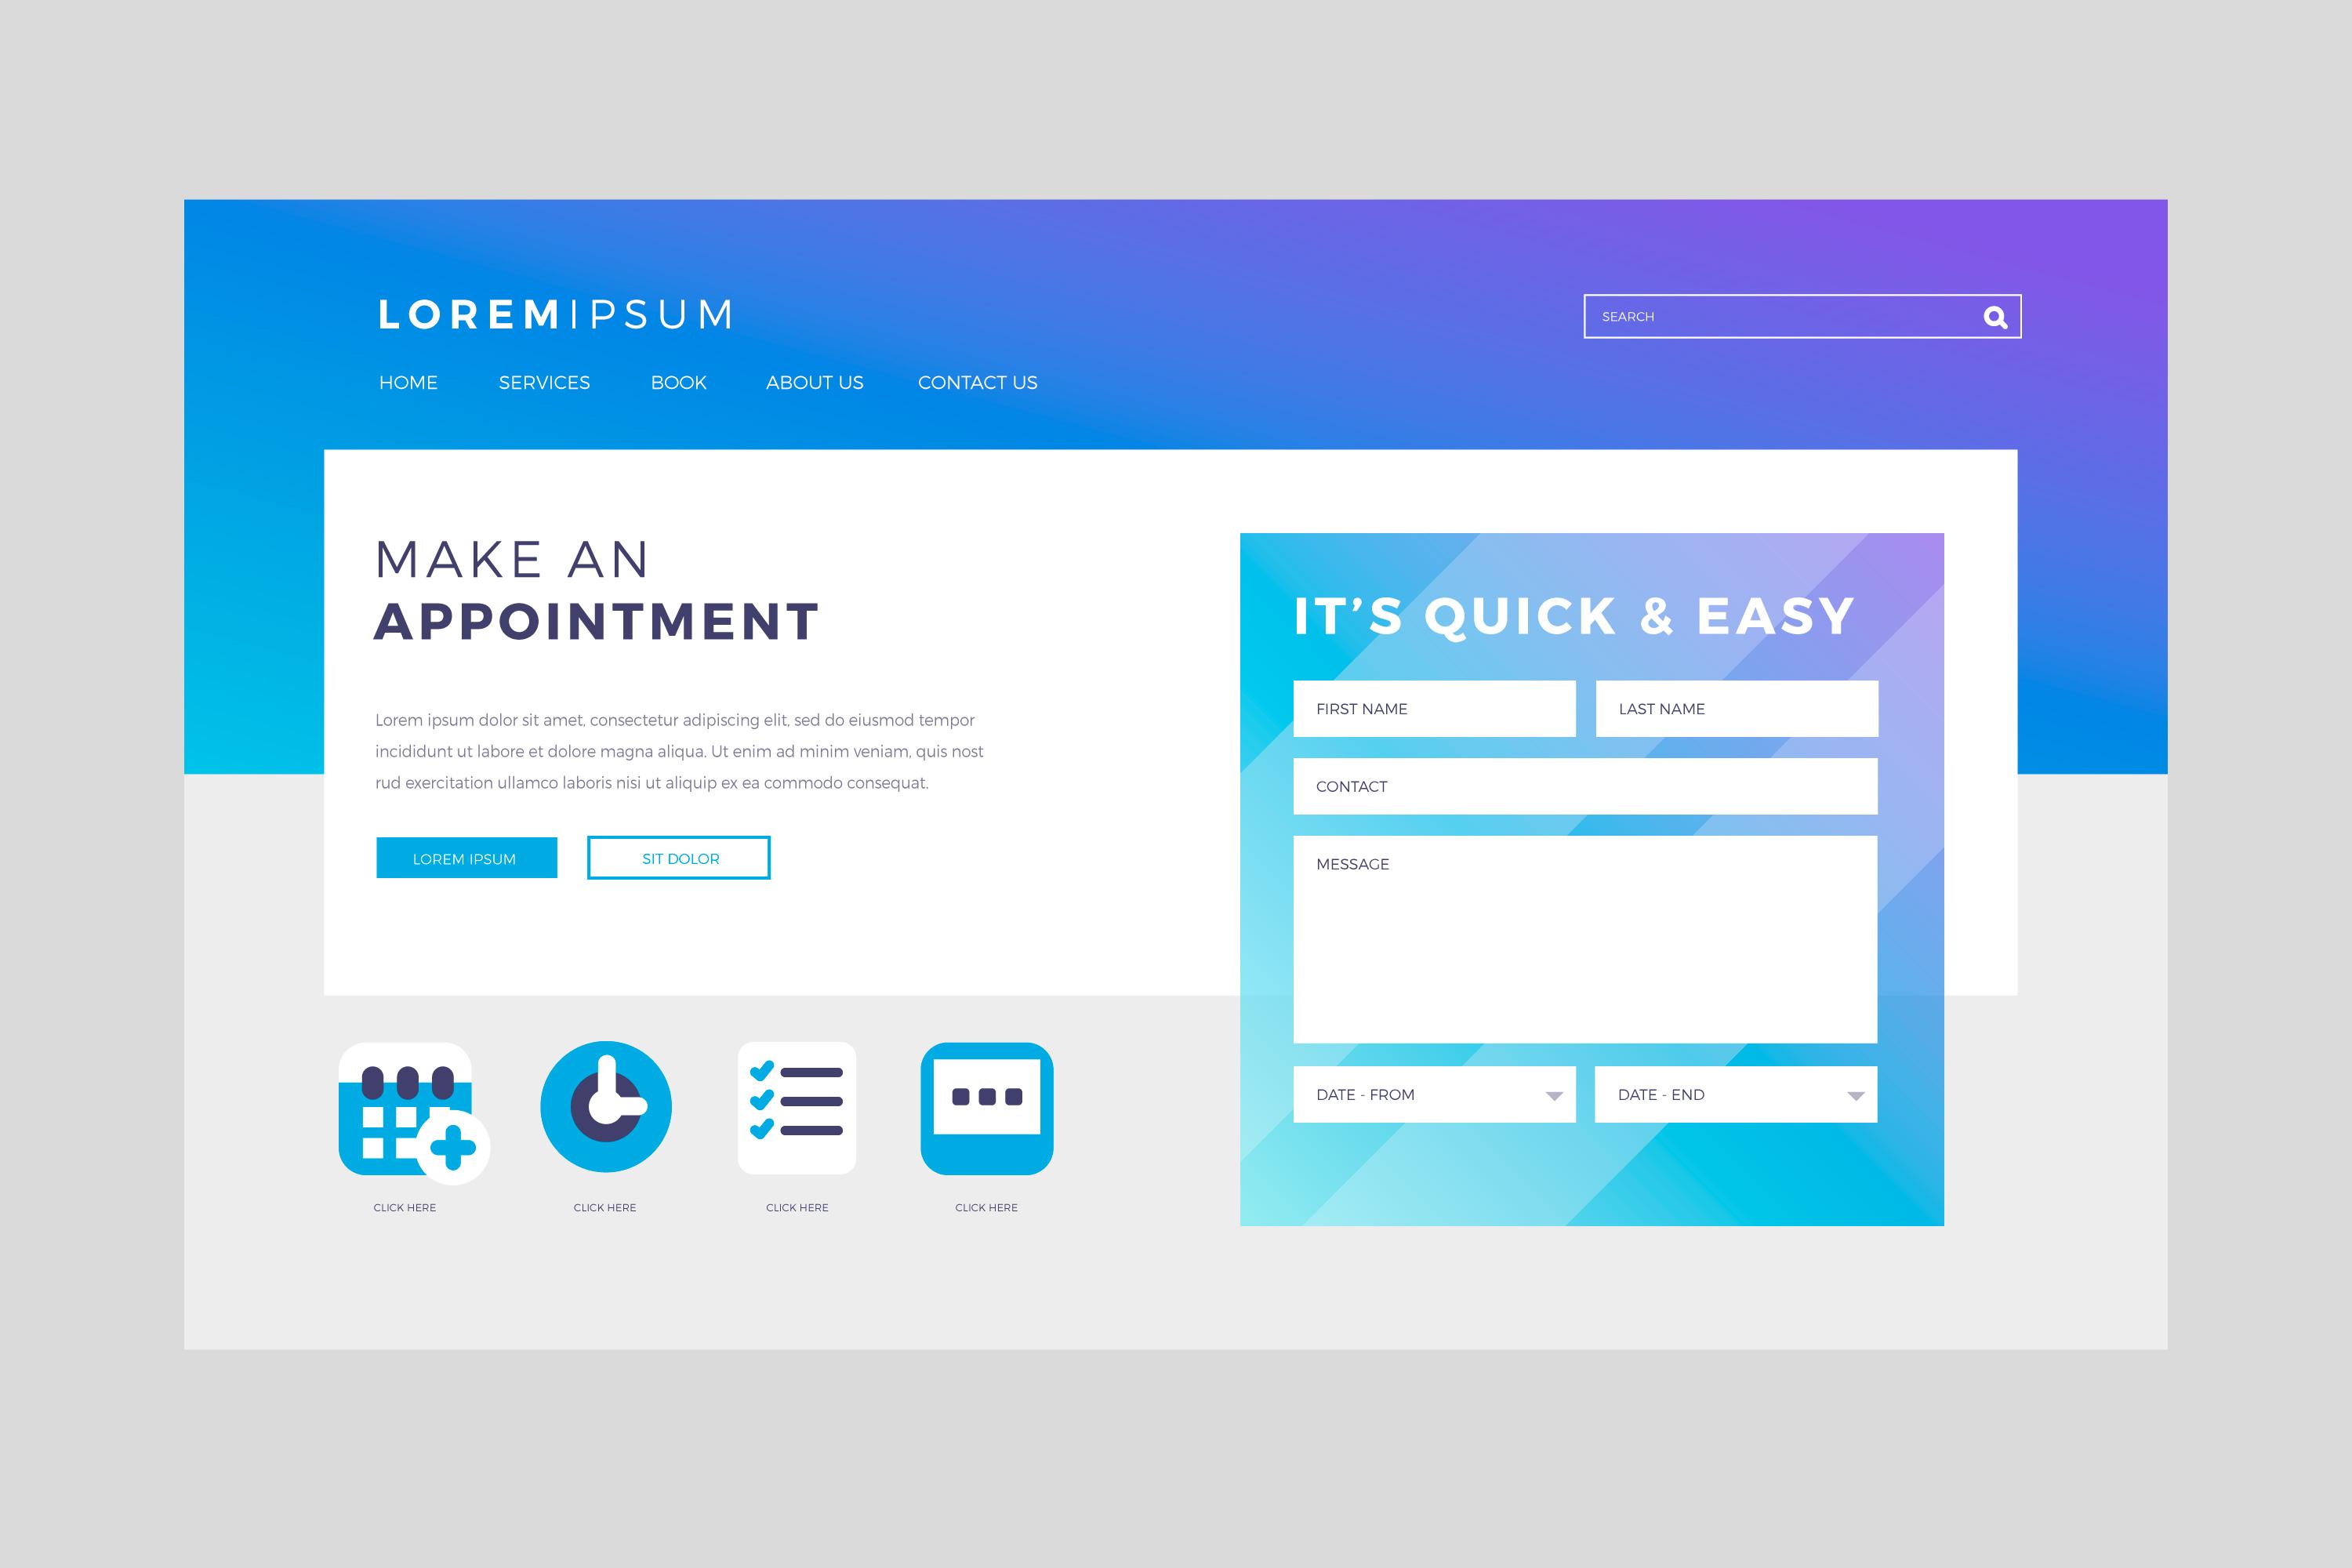 LOREMIPSUM
SEARCH
HOME SERVICES BOOK ABOUT US CONTACT US
MAKE AN
APPOINTMENT
Lorem ipsum dolor sit amet, consectetur adipiscing elit, sed do eiusmod tempor
incididunt ut labore et dolore magna aliqua. Ut enim ad minim veniam, quis nost
rud exercitation ullamco laboris nisi ut aliquip ex ea commodo consequat.
LOREM IPSUM SIT DOLOR
CLICK HERE CLICK HERE CLICK HERE CLICK HERE
IT’S QUICK & EASY
FIRST NAME LAST NAME
CONTACT
MESSAGE
DATE - FROM DATE - END